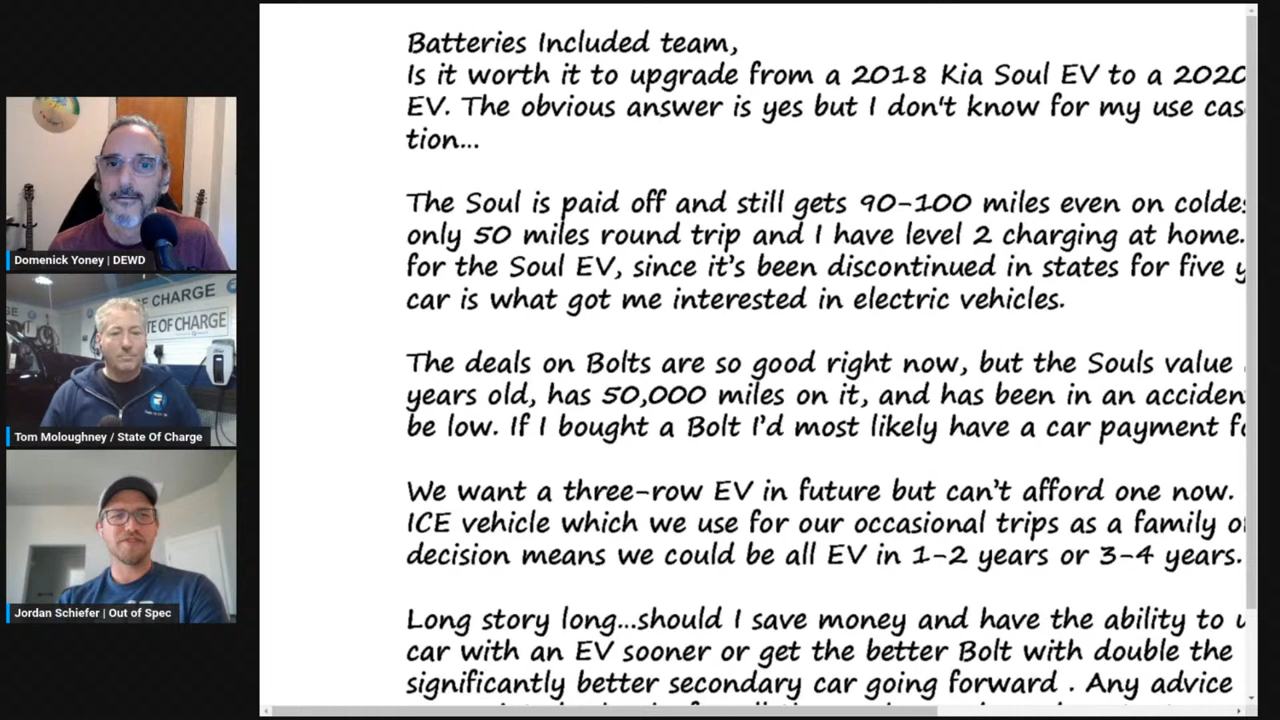 Batteries Included team,
Is it worth it to upgrade from a 2018 Kia Soul EV to a 2020
EV. The obvious answer is yes but I don't know for my use cas
tion...
The Soul is paid off and still gets 90-100 miles even on coldes
only 50 miles round trip and I have level 2 charging at home.
for the Soul EV, since it's been discontinued in states for five y
car is what got me interested in electric vehicles.
The deals on Bolts are so good right now, but the Souls value
years old, has 50,000 miles on it, and has been in an acciden
be low. If I bought a Bolt I'd most likely have a car payment fo
We want a three-row EV in future but can't afford one now.
ICE vehicle which we use for our occasional trips as a family o
decision means we could be all EV in 1-2 years or 3-4 years.
Long story long...should I save money and have the ability to u
car with an EV sooner or get the better Bolt with double the
significantly better secondary car going forward . Any advice
Domenick Yoney | DEWD
E CHARGE
STATE OF CHARGE
Tom Moloughney / State Of Charge
Jordan Schiefer | Out of Spec